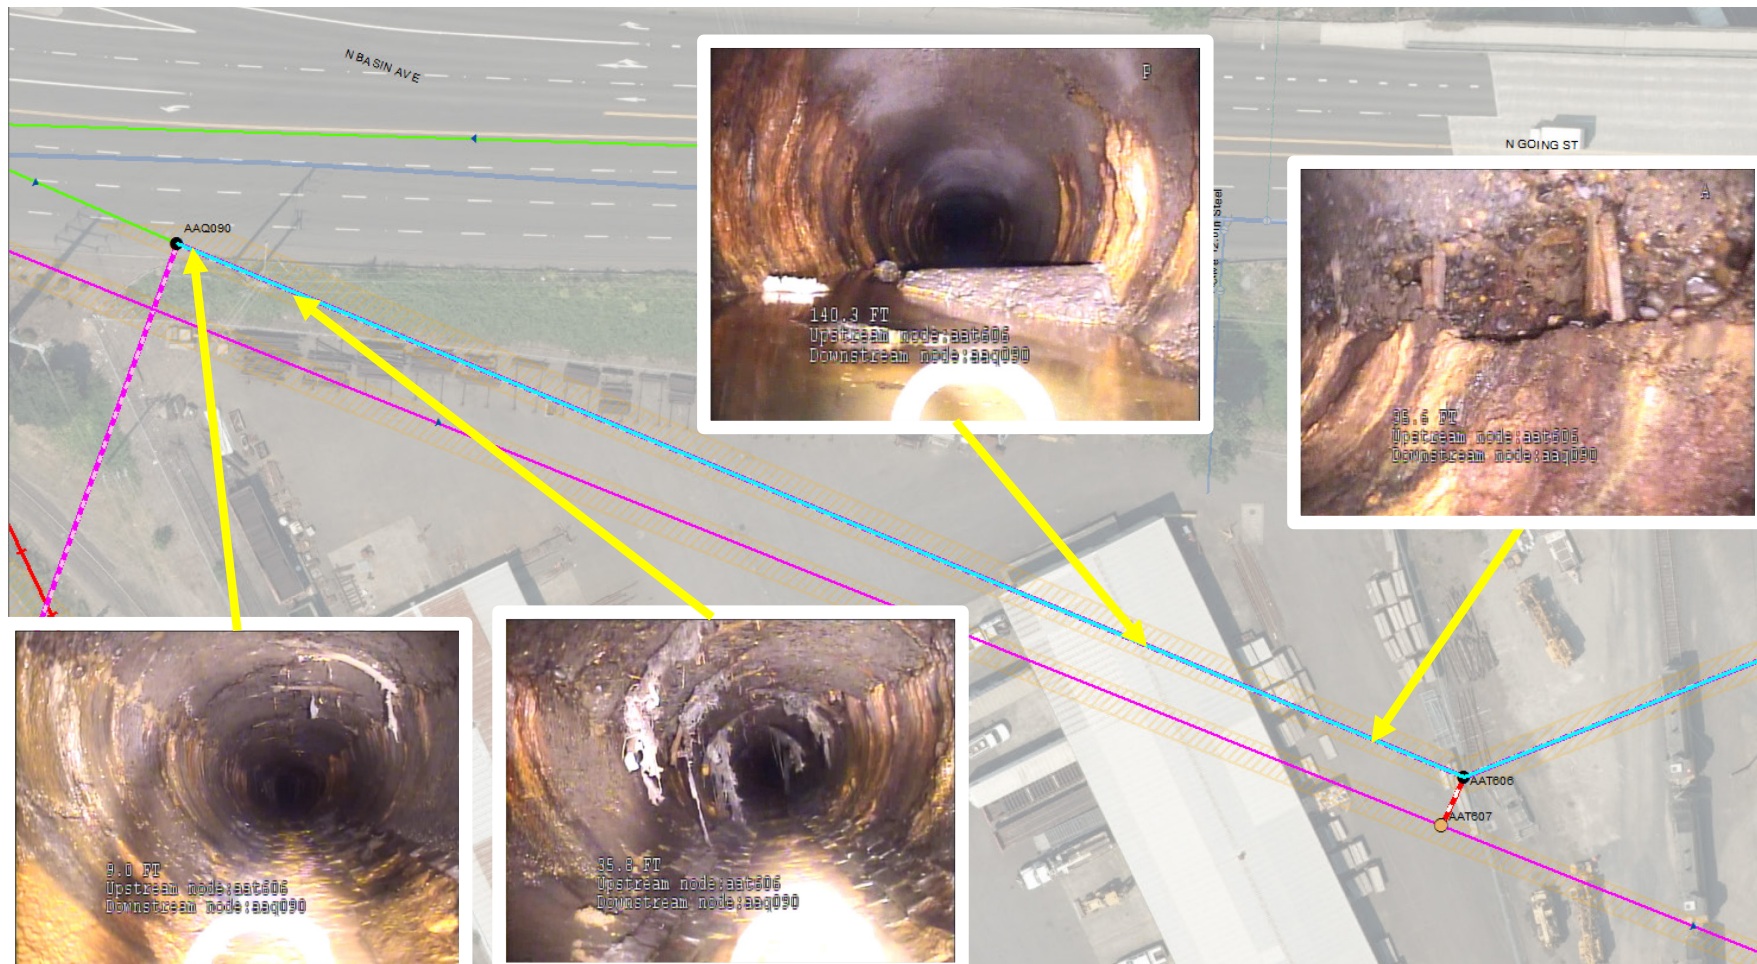 N BASIN AVE
P
N GOING ST
A
AAQ090
140.3 FT
Upstream node:aat606
Downstream node:aaq090
Upstream node:aat606
Downstream node:aaq090
AAT606
AAT607
9.0 FT
Upstream node:aat606
Downstream node:aaq090
35.8 FT
Upstream node:aat606
Downstream node:aaq090